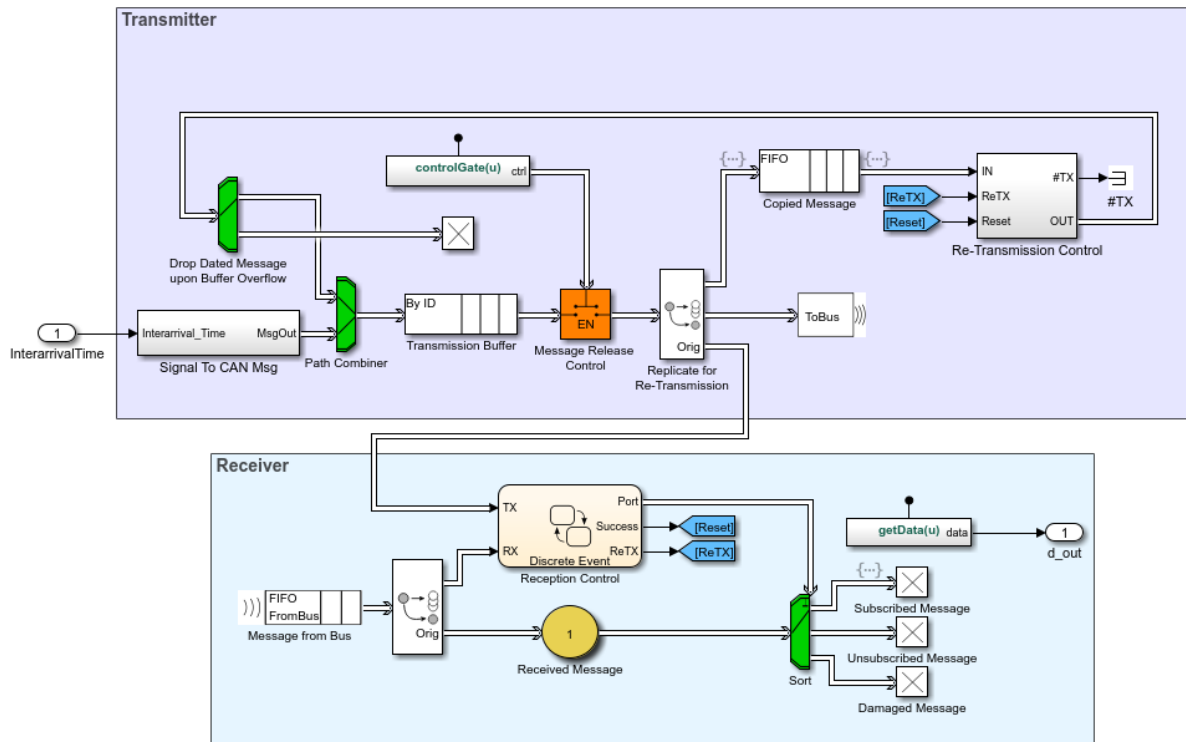 Transmitter
controlGate(u)
ctrl
{···}
FIFO
{···}
Copied Message
IN
#TX
[ReTX]
ReTX
#TX
[Reset]
Reset
OUT
Re-Transmission Control
Drop Dated Message
upon Buffer Overflow
By ID
Transmission Buffer
EN
Message Release
Control
Orig
Replicate for
Re-Transmission
ToBus
1
InterarrivalTime
Interarrival_Time
MsgOut
Signal To CAN Msg
Path Combiner
Receiver
TX
Port
Success
[Reset]
RX
ReTX
[ReTX]
Discrete Event
Reception Control
getData(u)
data
1
d_out
FIFO
FromBus
Message from Bus
Orig
1
Received Message
Sort
{···}
Subscribed Message
Unsubscribed Message
Damaged Message